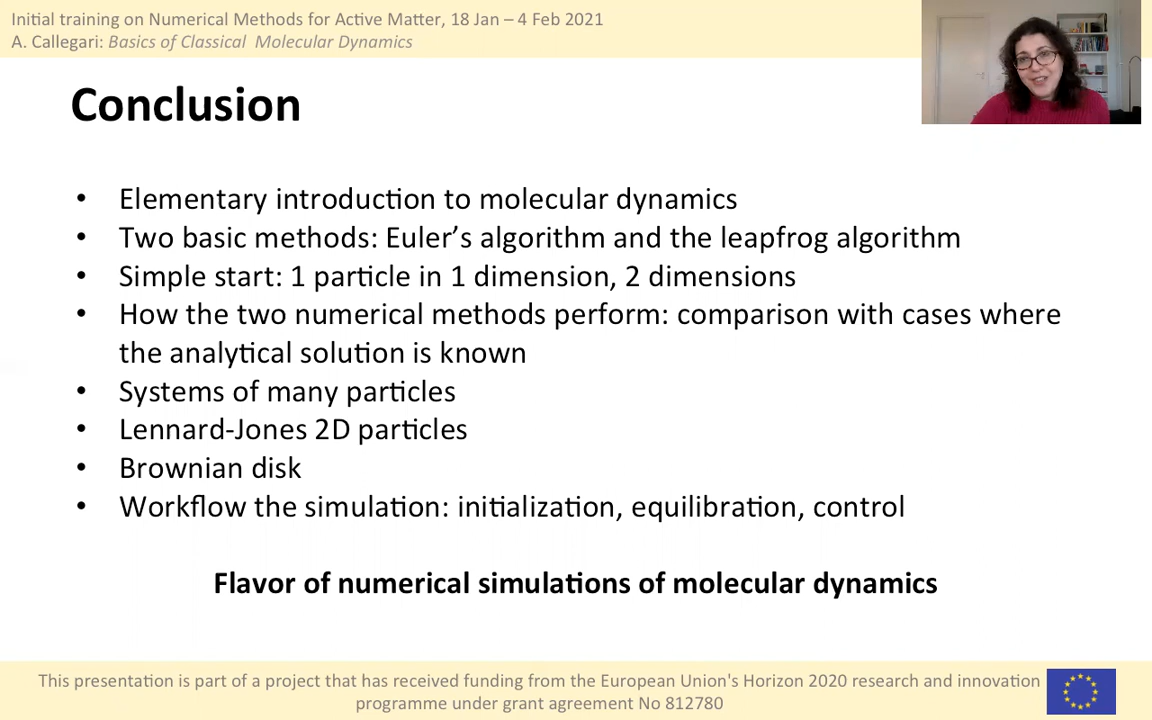 Initial training on Numerical Methods for Active Matter, 18 Jan – 4 Feb 2021
A. Callegari: Basics of Classical Molecular Dynamics
Conclusion
• Elementary introduction to molecular dynamics
• Two basic methods: Euler’s algorithm and the leapfrog algorithm
• Simple start: 1 particle in 1 dimension, 2 dimensions
• How the two numerical methods perform: comparison with cases where
the analytical solution is known
• Systems of many particles
• Lennard-Jones 2D particles
• Brownian disk
• Workflow the simulation: initialization, equilibration, control
Flavor of numerical simulations of molecular dynamics
This presentation is part of a project that has received funding from the European Union's Horizon 2020 research and innovation
programme under grant agreement No 812780